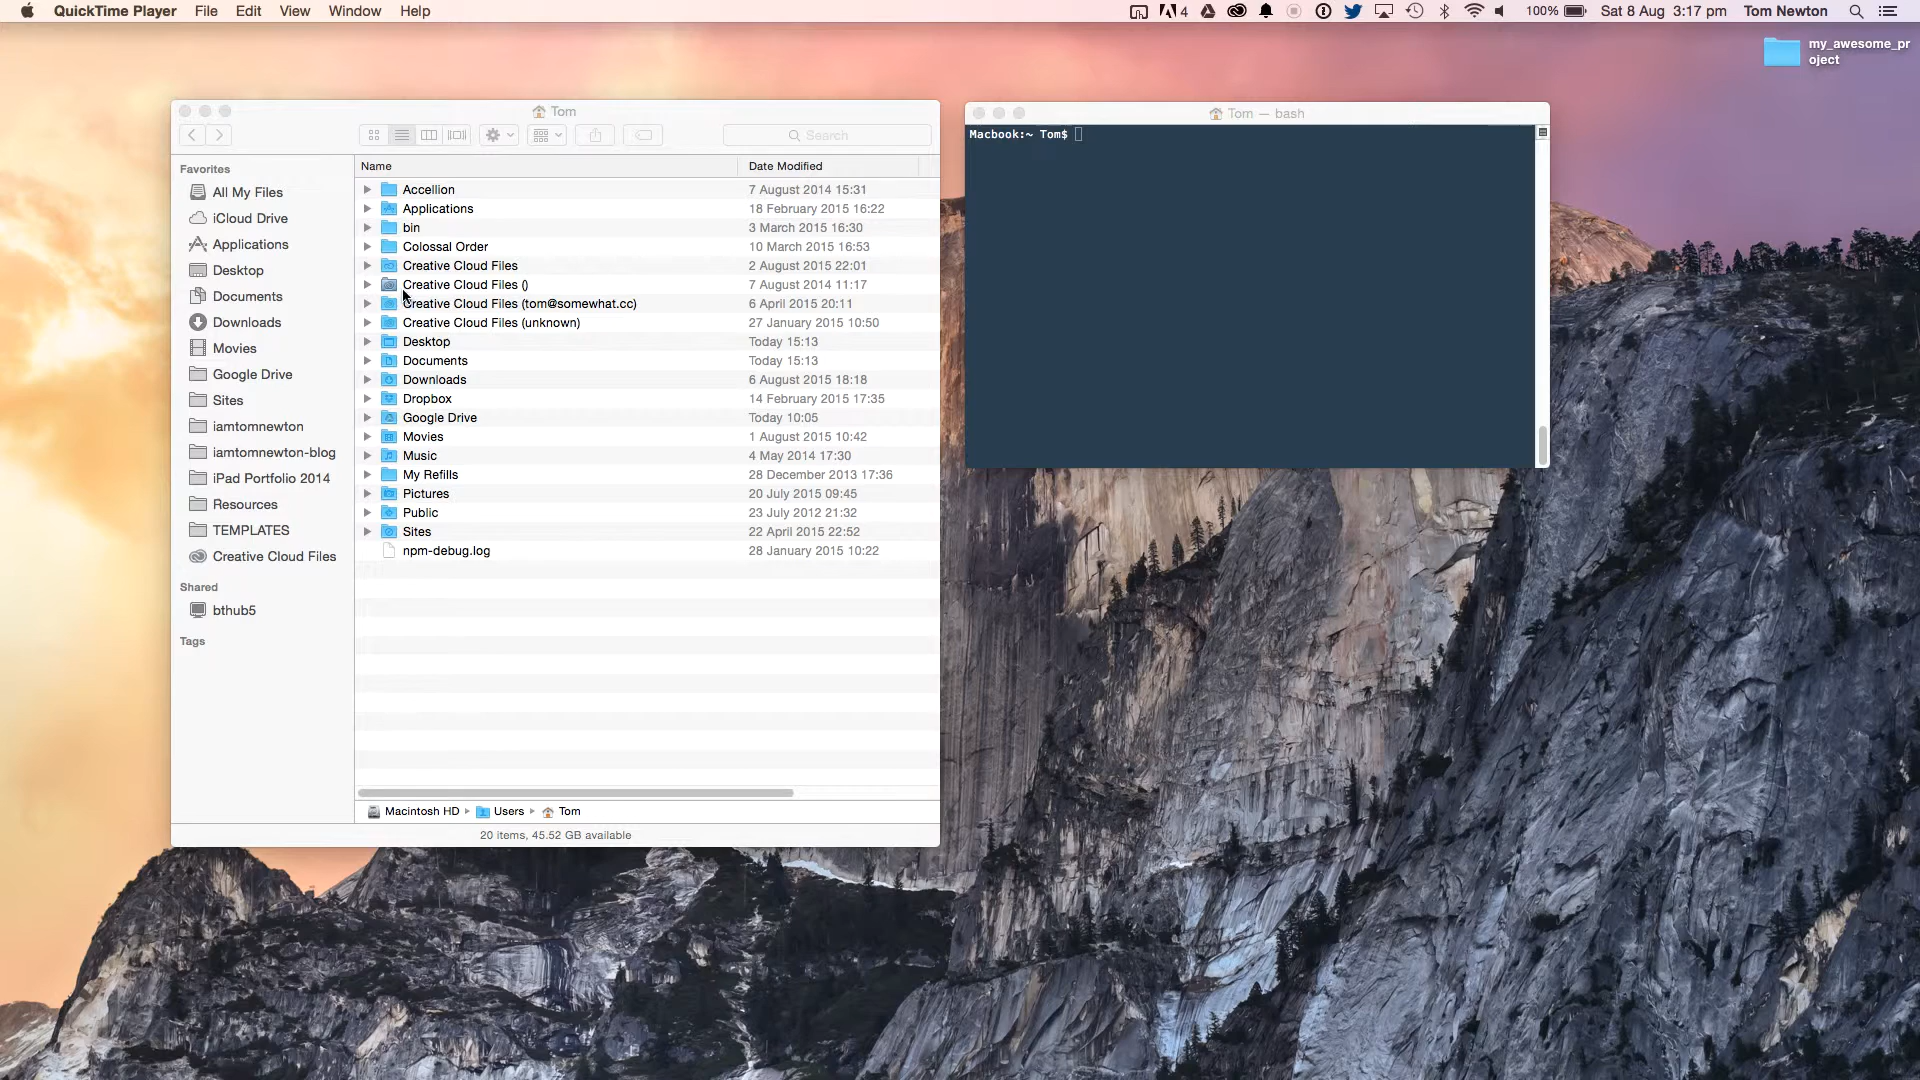 QuickTime Player File Edit View Window Help 4 100% Sat 8 Aug 3:17 pm Tom Newton
my_awesome_pr
oject
Tom
Search
Favorites
All My Files
iCloud Drive
Applications
Desktop
Documents
Downloads
Movies
Google Drive
Sites
iamtomnewton
iamtomnewton-blog
iPad Portfolio 2014
Resources
TEMPLATES
Creative Cloud Files
Shared
bthub5
Tags
Name Date Modified
Accellion 7 August 2014 15:31
Applications 18 February 2015 16:22
bin 3 March 2015 16:30
Colossal Order 10 March 2015 16:53
Creative Cloud Files 2 August 2015 22:01
Creative Cloud Files () 7 August 2014 11:17
Creative Cloud Files (tom@somewhat.cc) 6 April 2015 20:11
Creative Cloud Files (unknown) 27 January 2015 10:50
Desktop Today 15:13
Documents Today 15:13
Downloads 6 August 2015 18:18
Dropbox 14 February 2015 17:35
Google Drive Today 10:05
Movies 1 August 2015 10:42
Music 4 May 2014 17:30
My Refills 28 December 2013 17:36
Pictures 20 July 2015 09:45
Public 23 July 2012 21:32
Sites 22 April 2015 22:52
npm-debug.log 28 January 2015 10:22
Macintosh HD Users Tom
20 items, 45.52 GB available
Tom — bash
Macbook:~ Tom$